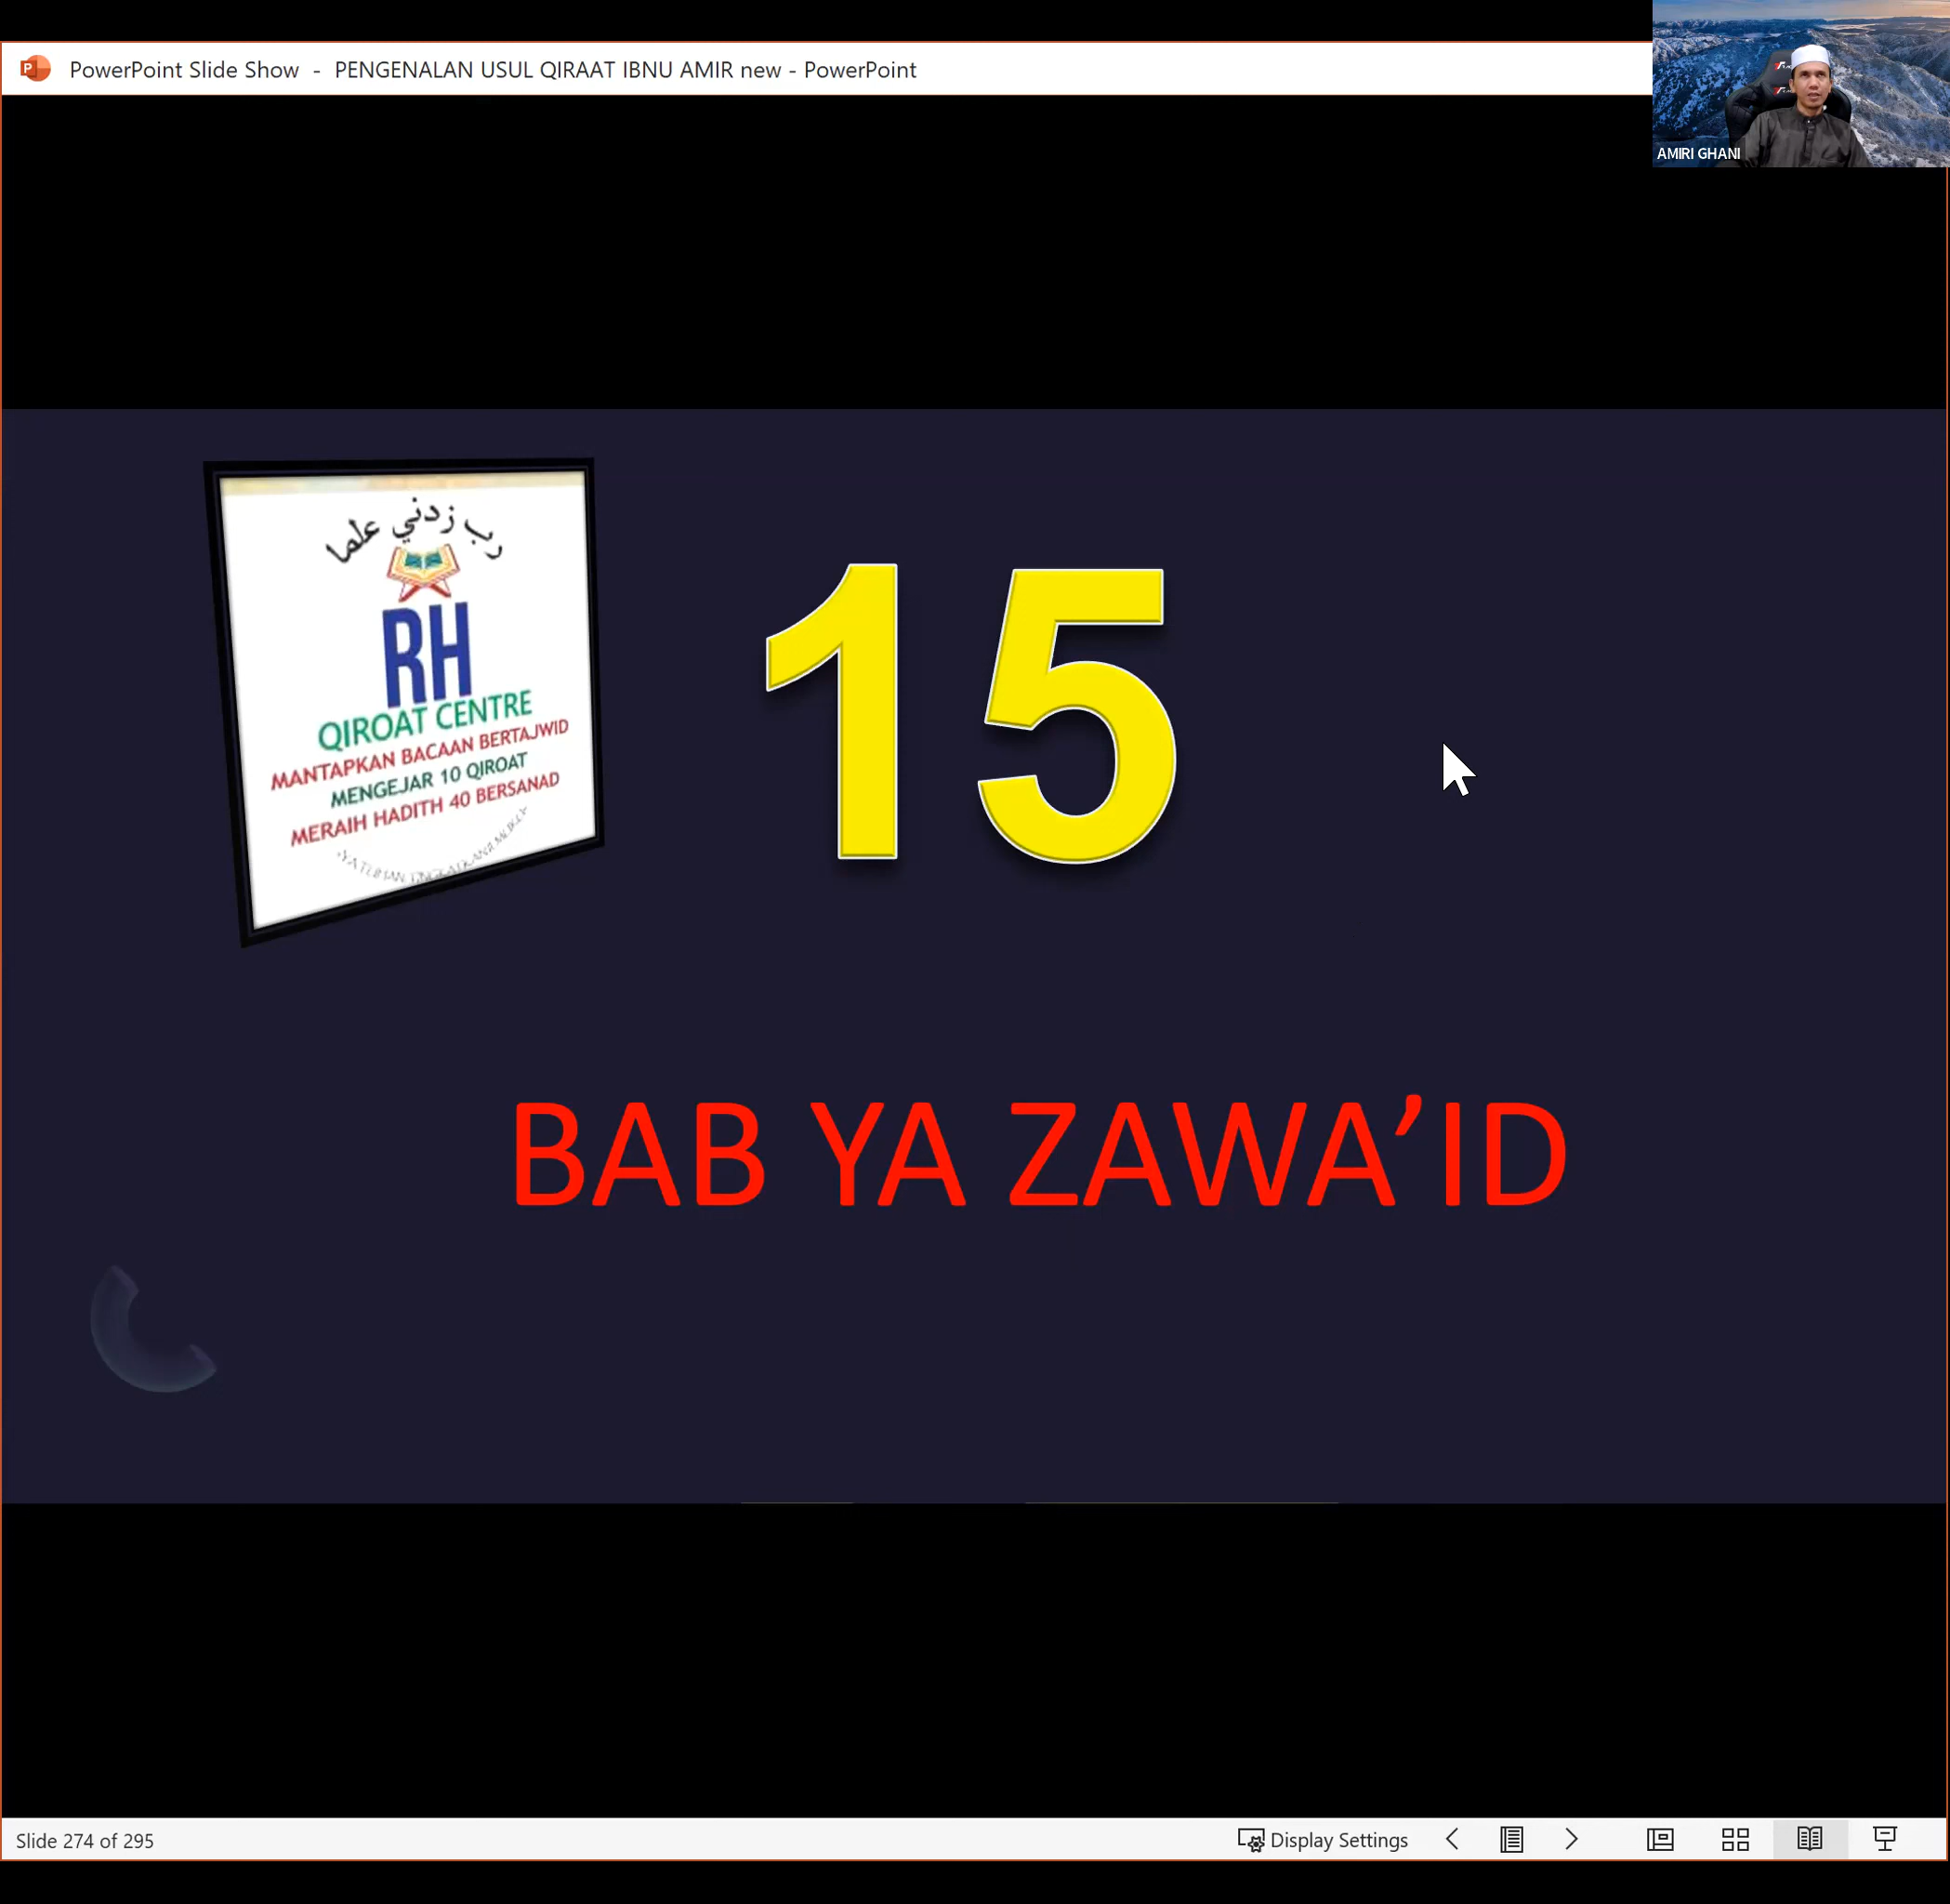 PowerPoint Slide Show - PENGENALAN USUL QIRAAT IBNU AMIR new - PowerPoint
AMIRI GHANI
رب زدني علما
RH
QIROAT CENTRE
MANTAPKAN BACAAN BERTAJWID
MENGEJAR 10 QIROAT
MERAIH HADITH 40 BERSANAD
15
BAB YA ZAWA’ID
Slide 274 of 295
Display Settings